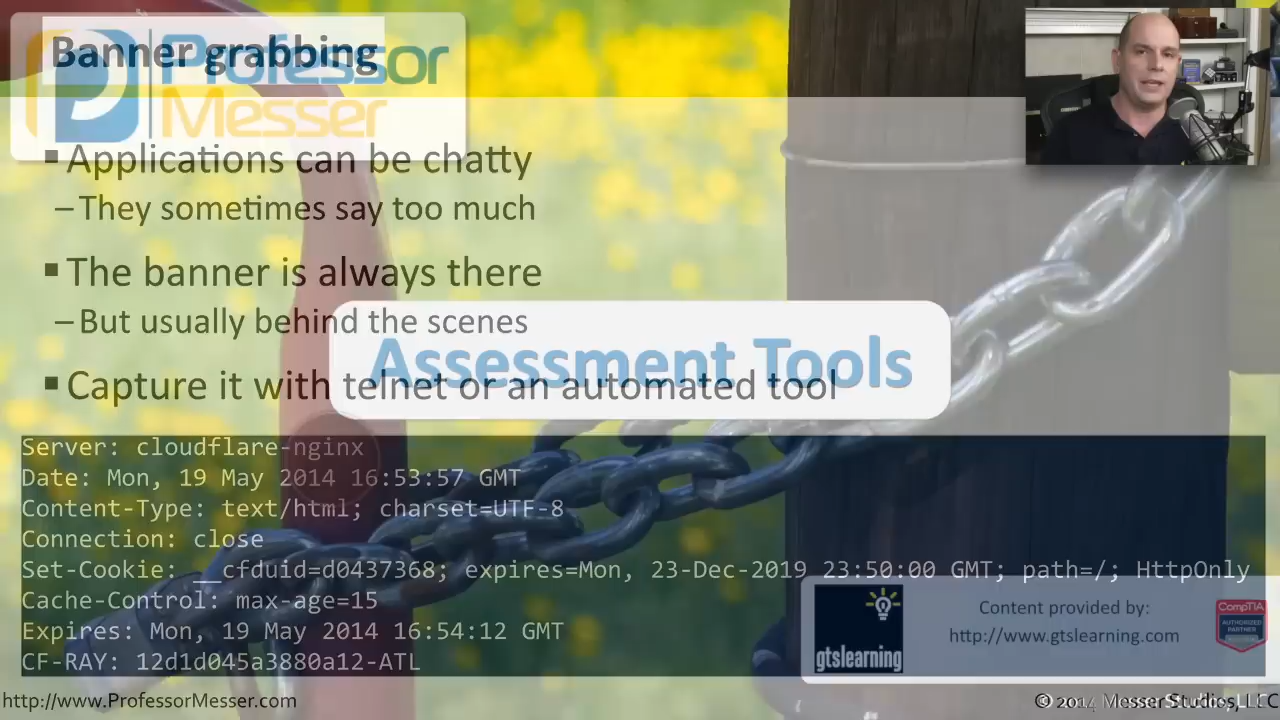 Banner grabbing
Professor
Messer
▪ Applications can be chatty
– They sometimes say too much
▪ The banner is always there
– But usually behind the scenes
Assessment Tools
▪ Capture it with telnet or an automated tool
Server: cloudflare-nginx
Date: Mon, 19 May 2014 16:53:57 GMT
Content-Type: text/html; charset=UTF-8
Connection: close
Set-Cookie: __cfduid=d0437368; expires=Mon, 23-Dec-2019 23:50:00 GMT; path=/; HttpOnly
Cache-Control: max-age=15
Expires: Mon, 19 May 2014 16:54:12 GMT
CF-RAY: 12d1d045a3880a12-ATL
Content provided by:
http://www.gtslearning.com
gtslearning
CompTIA
AUTHORIZED
PARTNER
http://www.ProfessorMesser.com
© 2014 Messer Studios, LLC